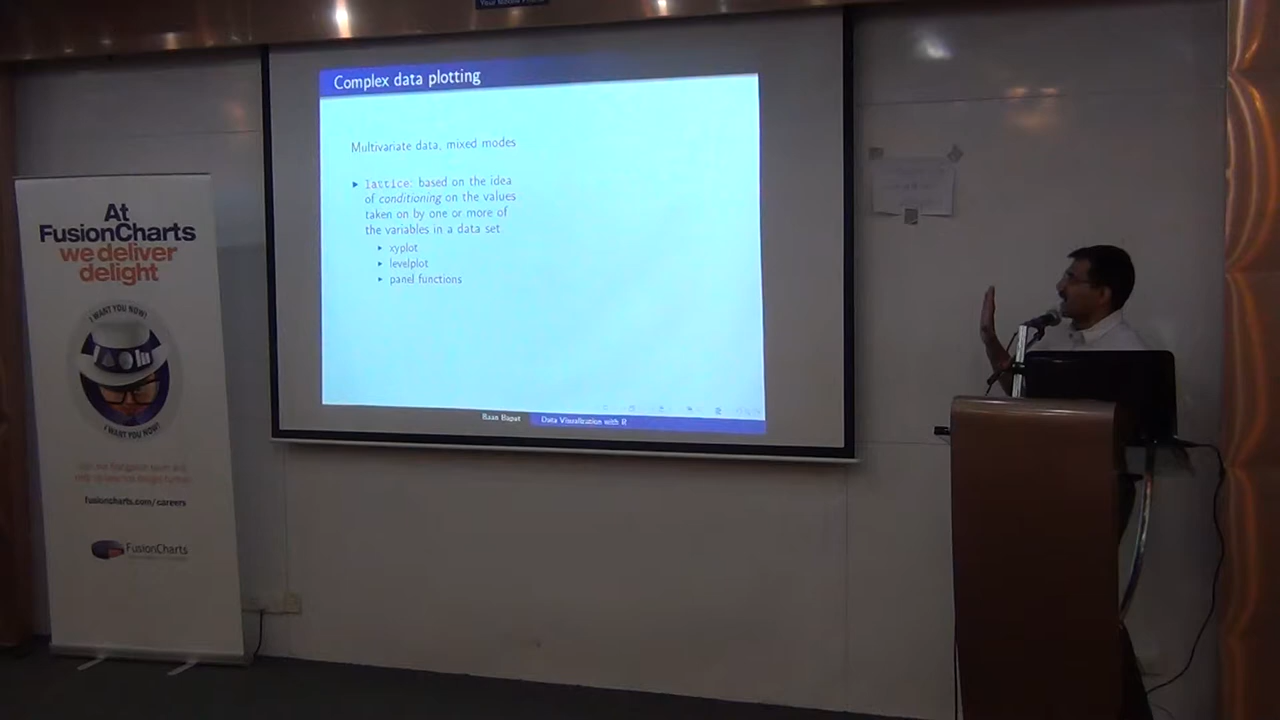 Complex data plotting
Multivariate data, mixed modes
lattice: based on the idea
of conditioning on the values
taken on by one or more of
the variables in a data set
xyplot
levelplot
panel functions
Data Visualization with R
At
FusionCharts
we deliver
delight
I WANT YOU NOW!
I WANT YOU NOW!
fusioncharts.com/careers
FusionCharts